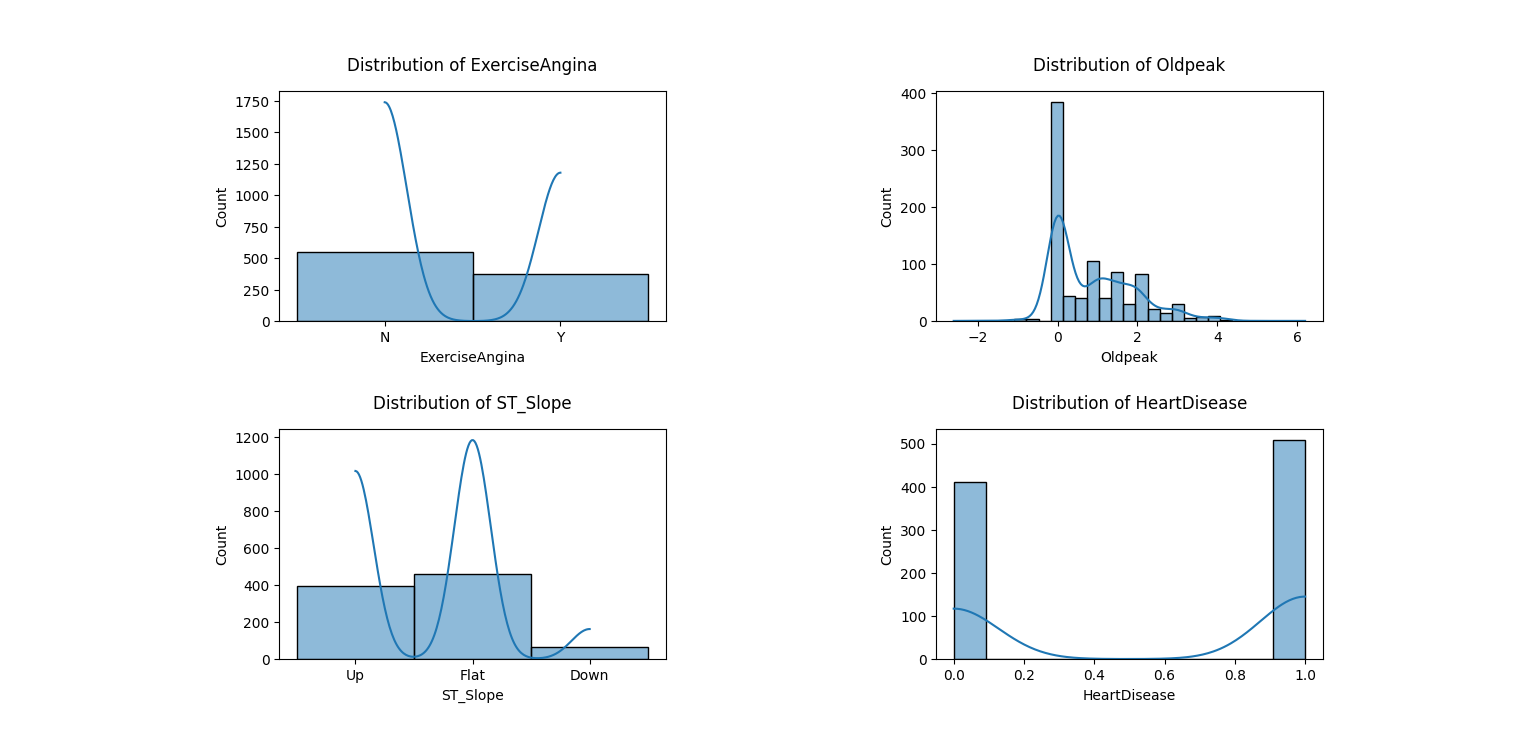 Distribution of ExerciseAngina
1750
1500
1250
1000
750
500
250
0
Count
N Y
ExerciseAngina
Distribution of Oldpeak
400
300
200
100
0
Count
−2 0 2 4 6
Oldpeak
Distribution of ST_Slope
1200
1000
800
600
400
200
0
Count
Up Flat Down
ST_Slope
Distribution of HeartDisease
500
400
300
200
100
0
Count
0.0 0.2 0.4 0.6 0.8 1.0
HeartDisease